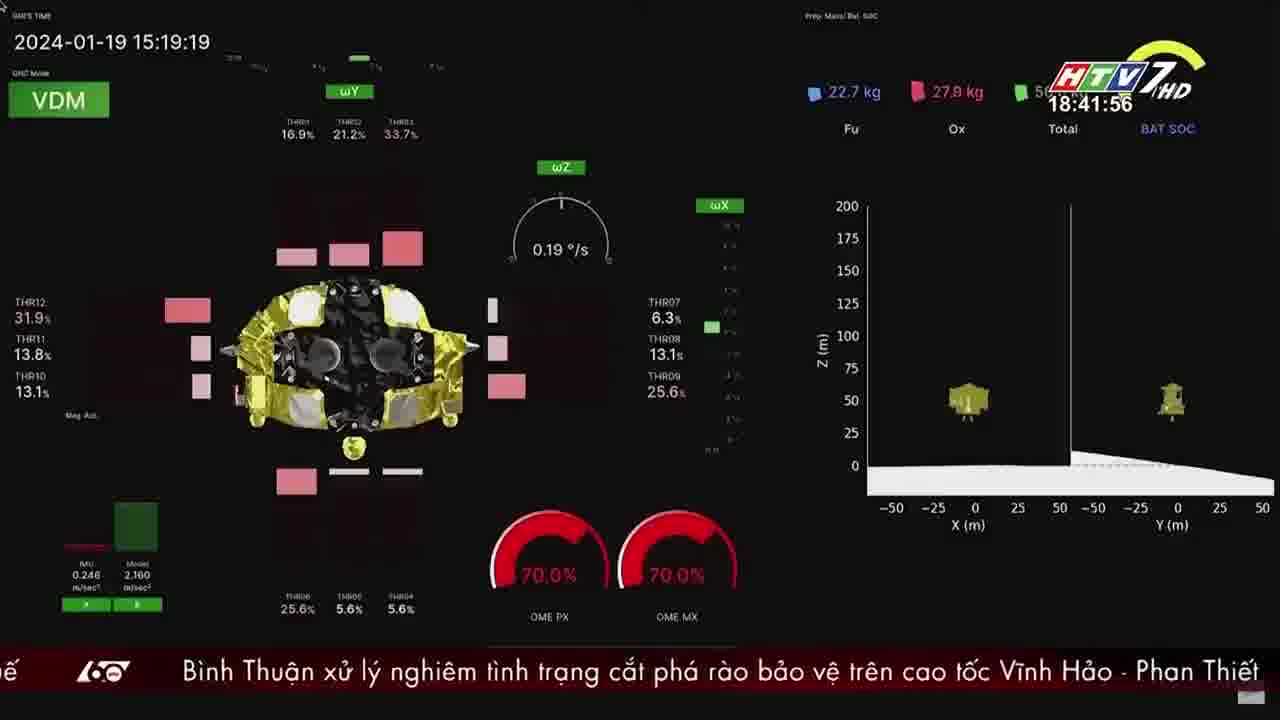 GNFS TIME
2024-01-19 15:19:19
GNC Mode
VDM
ωY
THR01 THR02 THR03
16.9% 21.2% 33.7%
Prop. Mass/ Bat. SOC
22.7 kg 27.9 kg
HTV7 HD
18:41:56
Fu Ox Total BAT SOC
ωZ
0.19 °/s
ωX
THR12
31.9%
THR11
13.8%
THR10
13.1%
THR07
6.3%
THR08
13.1%
THR09
25.6%
200
175
150
125
100
75
50
25
0
Z (m)
−50 −25 0 25 50 −50 −25 0 25 50
X (m) Y (m)
IMU Model
0.246 2.160
m/sec² m/sec²
THR06 THR05 THR04
25.6% 5.6% 5.6%
70.0% 70.0%
OME PX OME MX
60
Bình Thuận xử lý nghiêm tình trạng cắt phá rào bảo vệ trên cao tốc Vĩnh Hảo - Phan Thiết